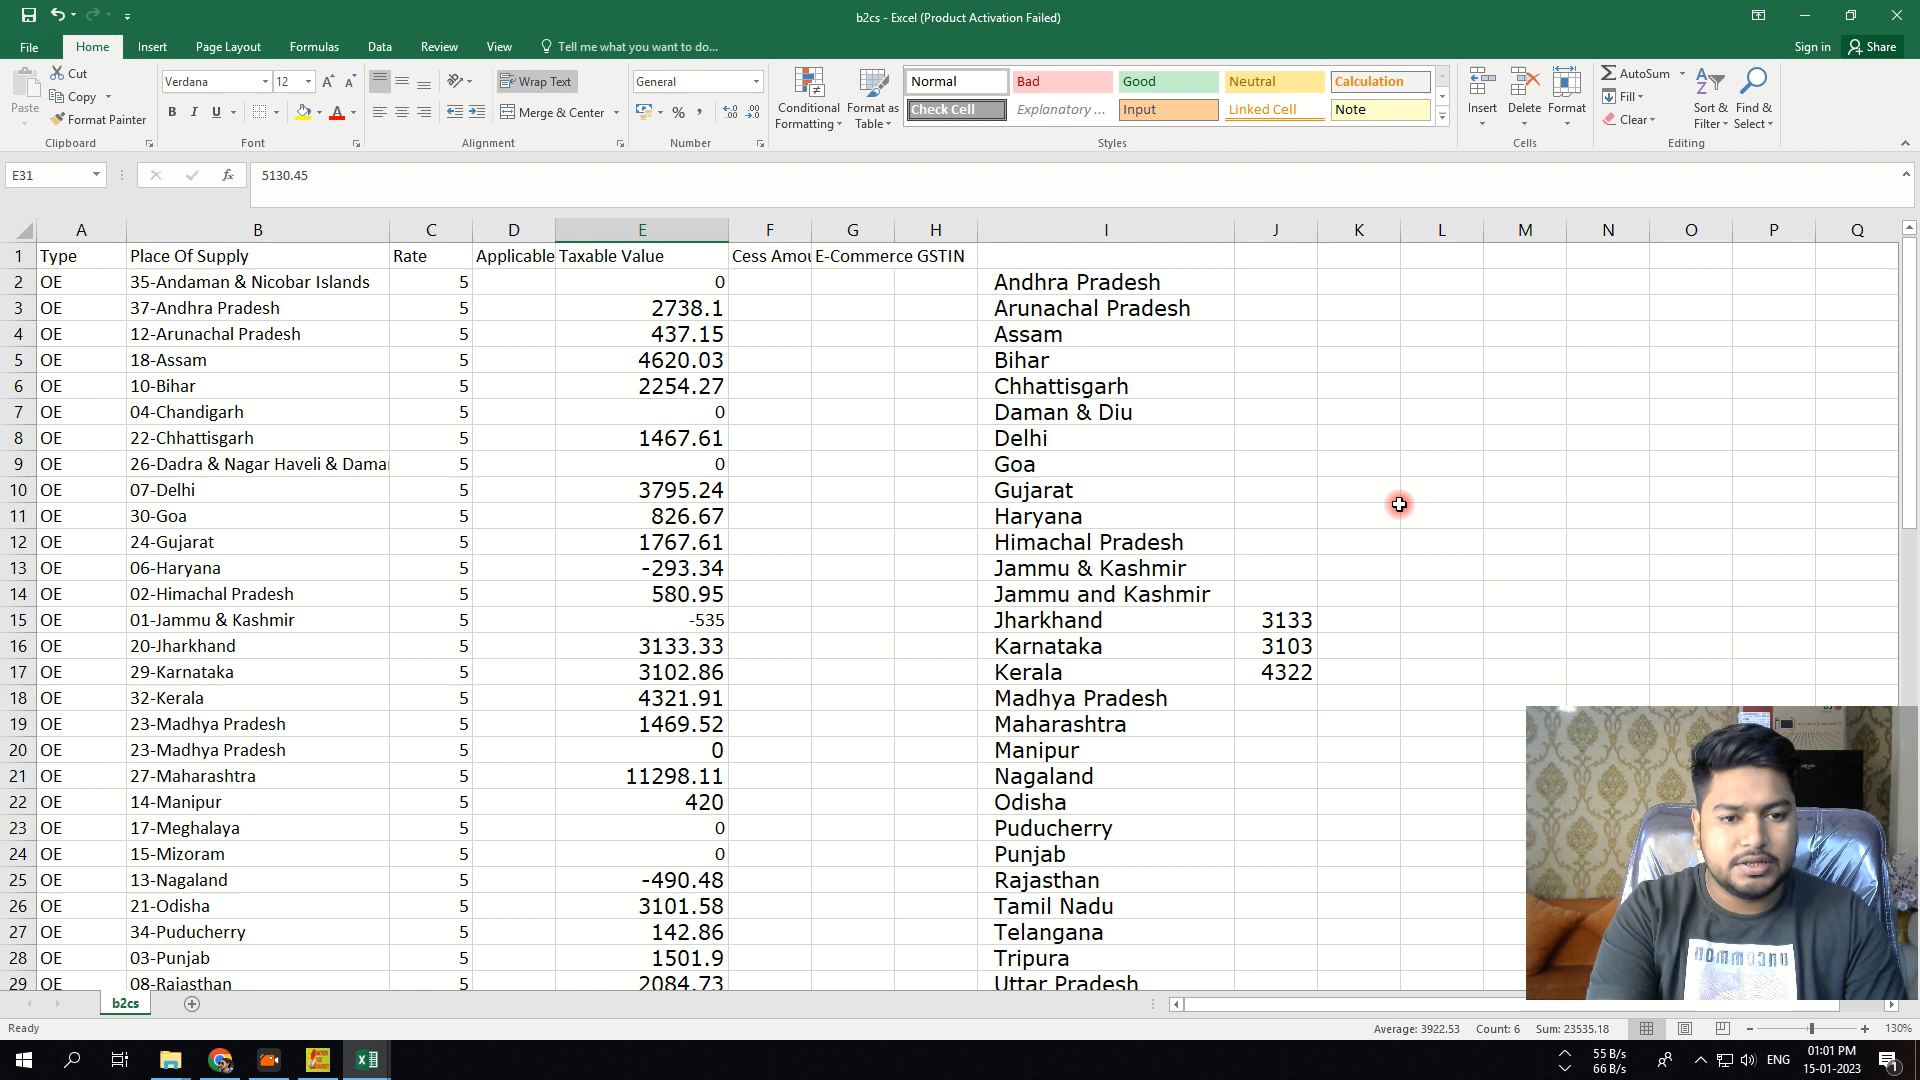 b2cs - Excel (Product Activation Failed)
File Home Insert Page Layout Formulas Data Review View Tell me what you want to do... Sign in Share
Paste Cut Copy Format Painter
Verdana 12 B I U
Wrap Text Merge & Center
General %
Conditional Formatting Format as Table
Normal Bad Good Neutral Calculation
Check Cell Explanatory ... Input Linked Cell Note
Insert Delete Format
AutoSum Fill Clear Sort & Filter Find & Select
Clipboard Font Alignment Number Styles Cells Editing
E31 fx 5130.45
A B C D E F G H I J K L M N O P Q
1 Type Place Of Supply Rate Applicable Taxable Value Cess Amou E-Commerce GSTIN
2 OE 35-Andaman & Nicobar Islands 5 0 Andhra Pradesh
3 OE 37-Andhra Pradesh 5 2738.1 Arunachal Pradesh
4 OE 12-Arunachal Pradesh 5 437.15 Assam
5 OE 18-Assam 5 4620.03 Bihar
6 OE 10-Bihar 5 2254.27 Chhattisgarh
7 OE 04-Chandigarh 5 0 Daman & Diu
8 OE 22-Chhattisgarh 5 1467.61 Delhi
9 OE 26-Dadra & Nagar Haveli & Dama 5 0 Goa
10 OE 07-Delhi 5 3795.24 Gujarat
11 OE 30-Goa 5 826.67 Haryana
12 OE 24-Gujarat 5 1767.61 Himachal Pradesh
13 OE 06-Haryana 5 -293.34 Jammu & Kashmir
14 OE 02-Himachal Pradesh 5 580.95 Jammu and Kashmir
15 OE 01-Jammu & Kashmir 5 -535 Jharkhand 3133
16 OE 20-Jharkhand 5 3133.33 Karnataka 3103
17 OE 29-Karnataka 5 3102.86 Kerala 4322
18 OE 32-Kerala 5 4321.91 Madhya Pradesh
19 OE 23-Madhya Pradesh 5 1469.52 Maharashtra
20 OE 23-Madhya Pradesh 5 0 Manipur
21 OE 27-Maharashtra 5 11298.11 Nagaland
22 OE 14-Manipur 5 420 Odisha
23 OE 17-Meghalaya 5 0 Puducherry
24 OE 15-Mizoram 5 0 Punjab
25 OE 13-Nagaland 5 -490.48 Rajasthan
26 OE 21-Odisha 5 3101.58 Tamil Nadu
27 OE 34-Puducherry 5 142.86 Telangana
28 OE 03-Punjab 5 1501.9 Tripura
29 OE 08-Rajasthan 5 2084.73 Uttar Pradesh
b2cs
Ready Average: 3922.53 Count: 6 Sum: 23535.18 130%
55 B/s
66 B/s
ENG
01:01 PM
15-01-2023
1